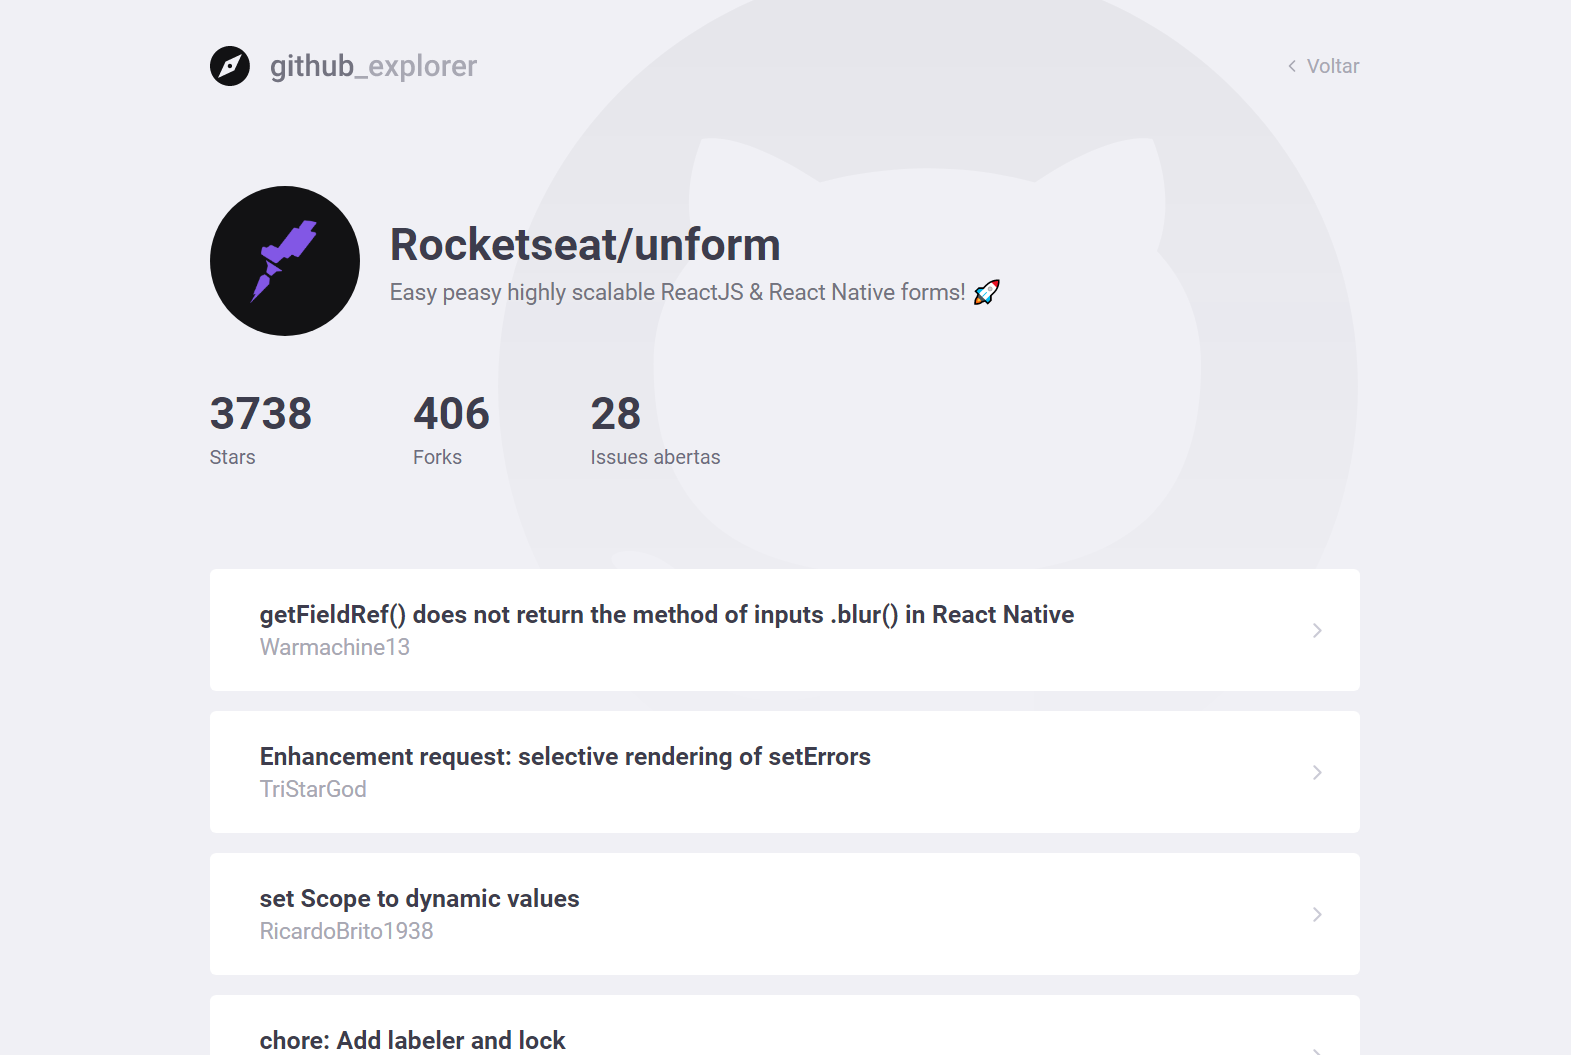 github_explorer
Voltar
Rocketseat/unform
Easy peasy highly scalable ReactJS & React Native forms! 🚀
3738 406 28
Stars Forks Issues abertas
getFieldRef() does not return the method of inputs .blur() in React Native
Warmachine13
Enhancement request: selective rendering of setErrors
TriStarGod
set Scope to dynamic values
RicardoBrito1938
chore: Add labeler and lock